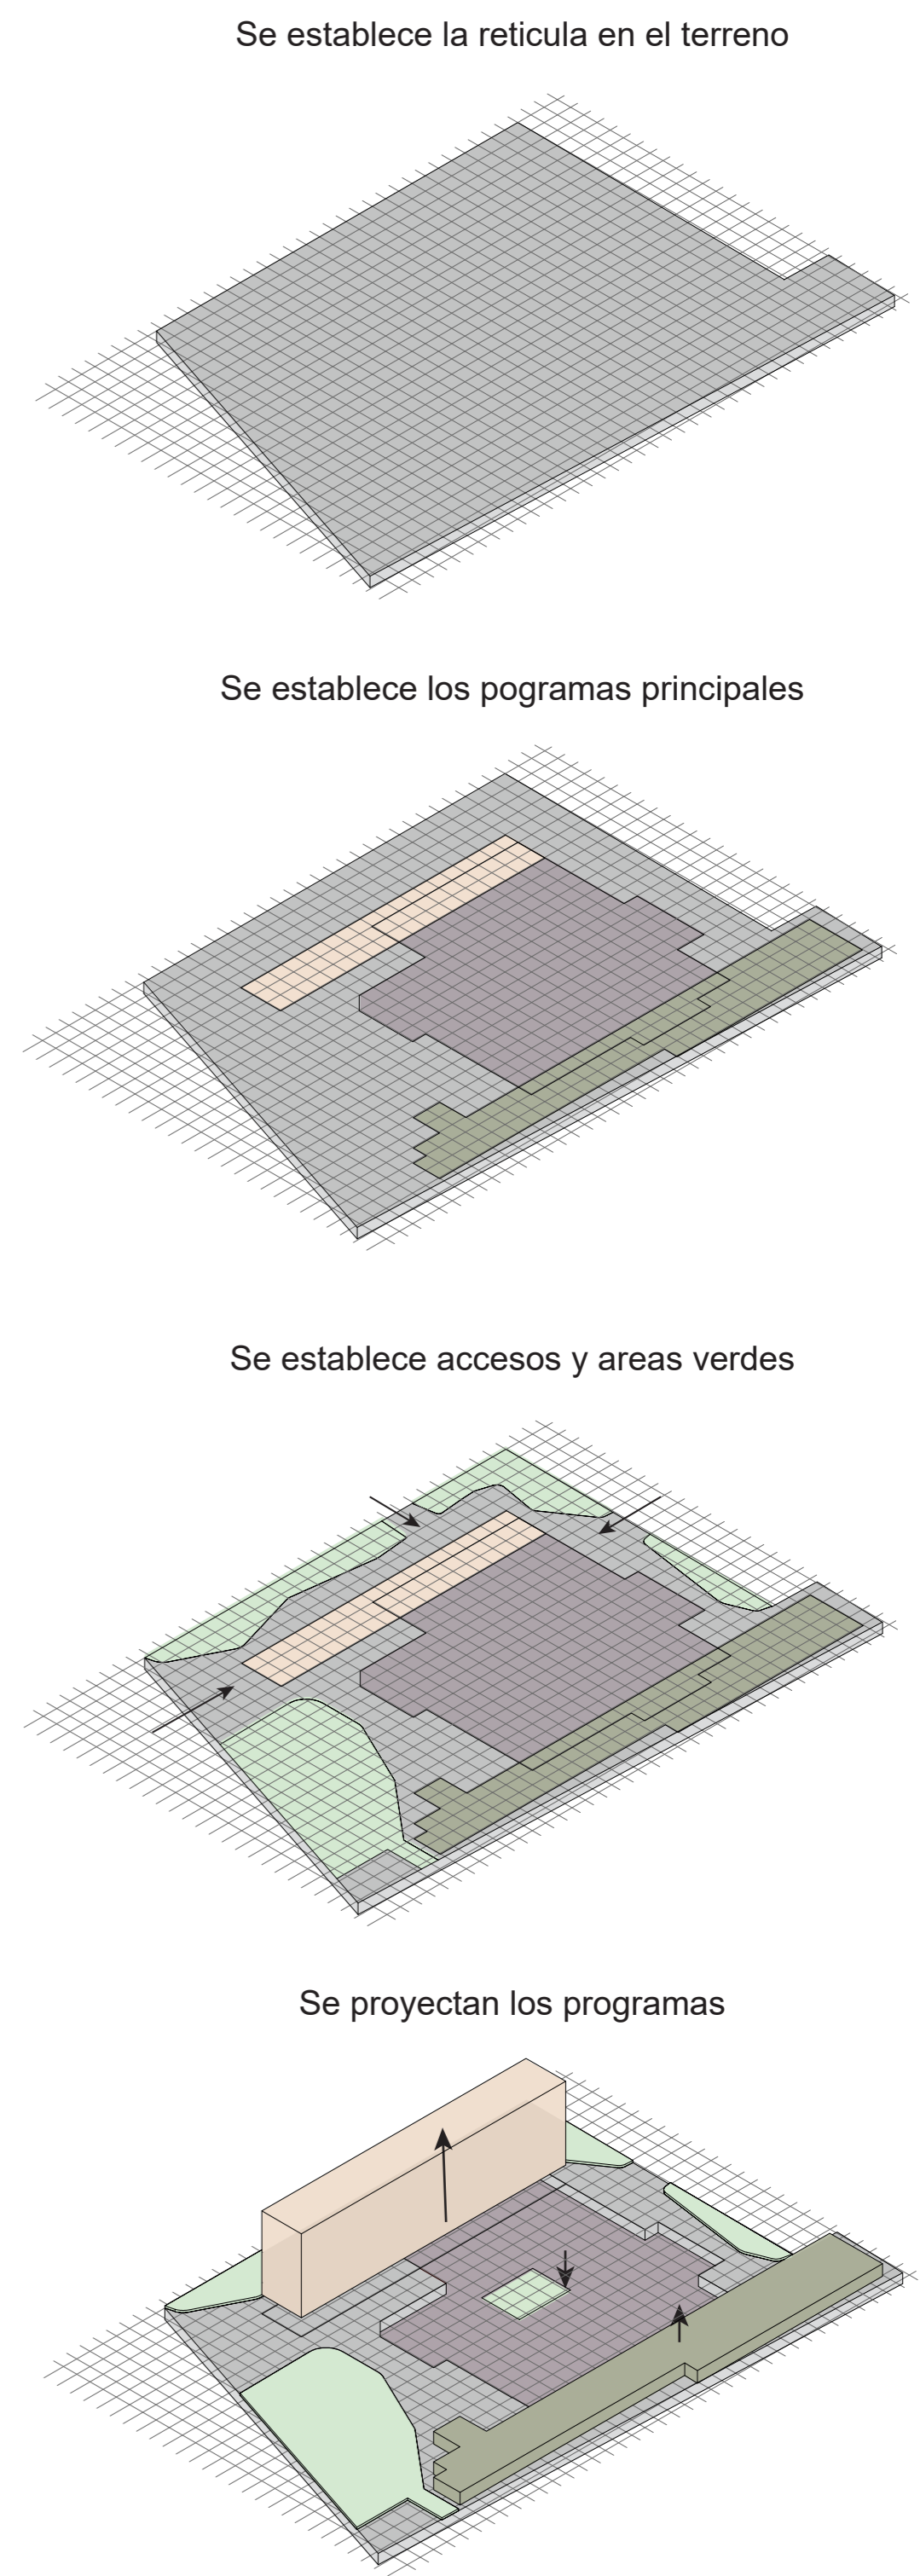 Se establece la reticula en el terreno
Se establece los pogramas principales
Se establece accesos y areas verdes
Se proyectan los programas